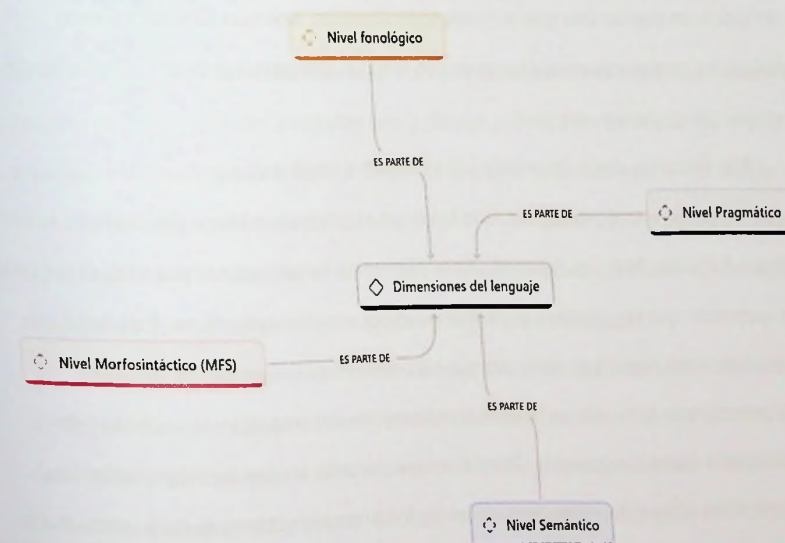 Nivel fonológico
ES PARTE DE
ES PARTE DE
Nivel Pragmático
Dimensiones del lenguaje
Nivel Morfosintáctico (MFS)
ES PARTE DE
ES PARTE DE
Nivel Semántico